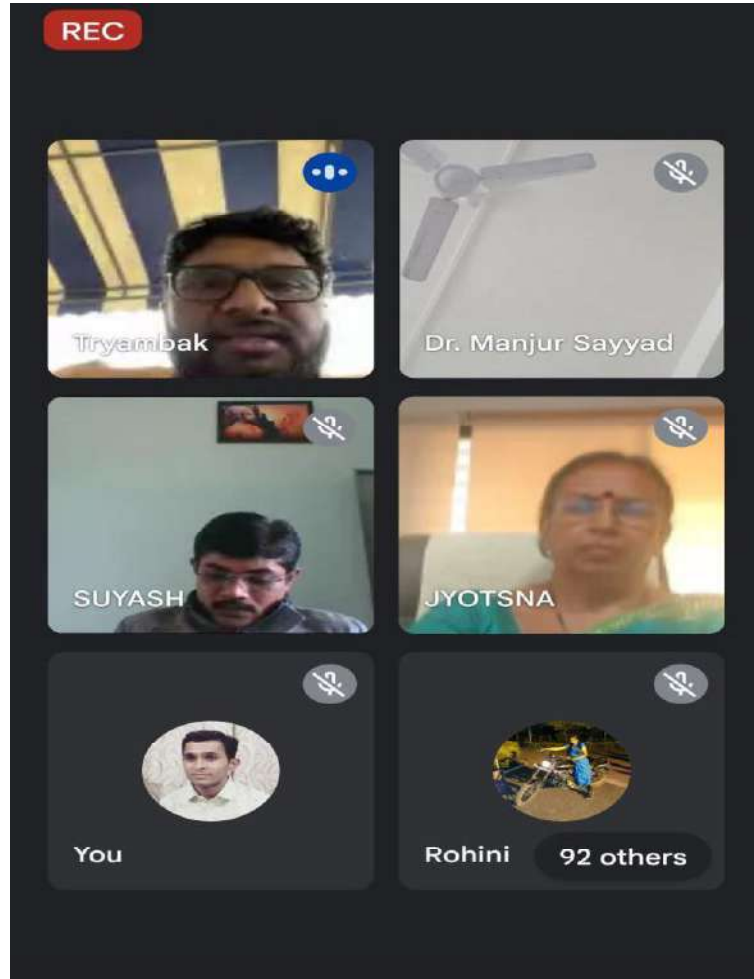 REC
Tryambak
Dr. Manjur Sayyad
SUYASH
JYOTSNA
You
Rohini
92 others